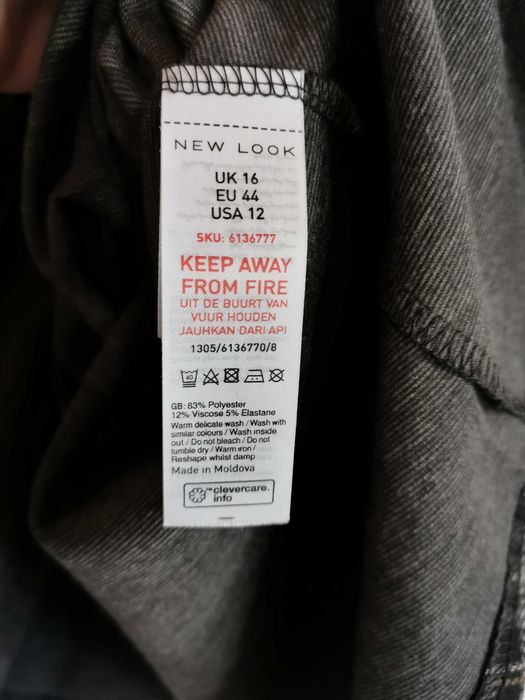 NEW LOOK
UK 16
EU 44
USA 12
SKU: 6136777
KEEP AWAY
FROM FIRE
UIT DE BUURT VAN
VUUR HOUDEN
JAUHKAN DARI API
1305/6136770/8
40
GB: 83% Polyester
12% Viscose 5% Elastane
Warm delicate wash / Wash with
similar colours / Wash inside
out / Do not bleach / Do not
tumble dry / Warm iron /
Reshape whilst damp
Made in Moldova
™clevercare.
info